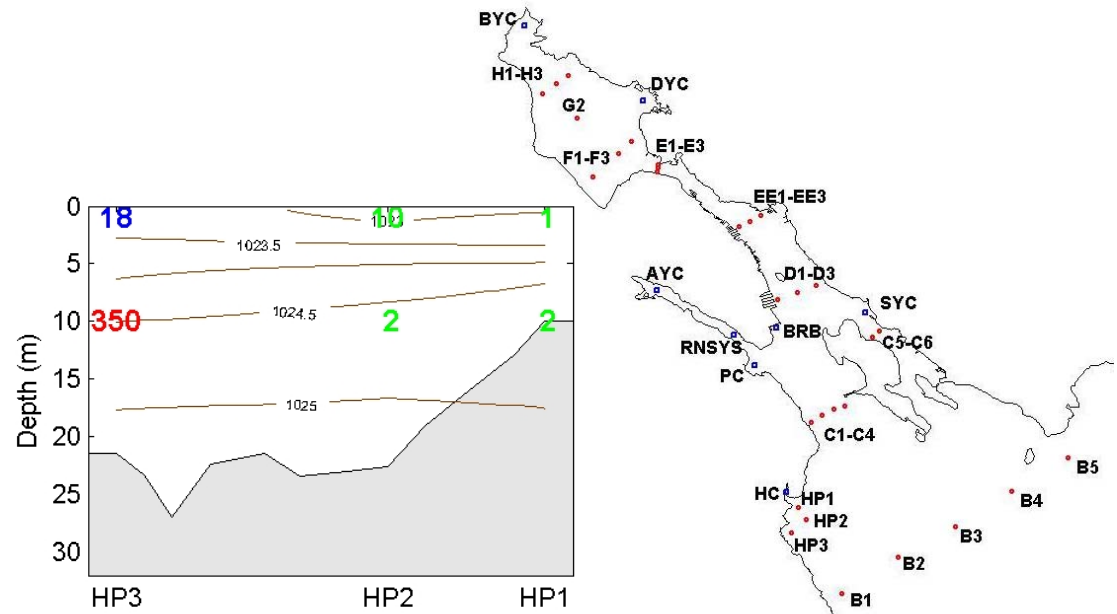 BYC
H1-H3
DYC
G2
F1-F3
E1-E3
EE1-EE3
AYC
D1-D3
SYC
RNSYS
BRB
C5-C6
PC
C1-C4
HC
HP1
HP2
HP3
B5
B4
B3
B2
B1
0
5
10
15
20
25
30
Depth (m)
18
10
1
1023
1023.5
1024.5
350
2
2
1025
HP3
HP2
HP1